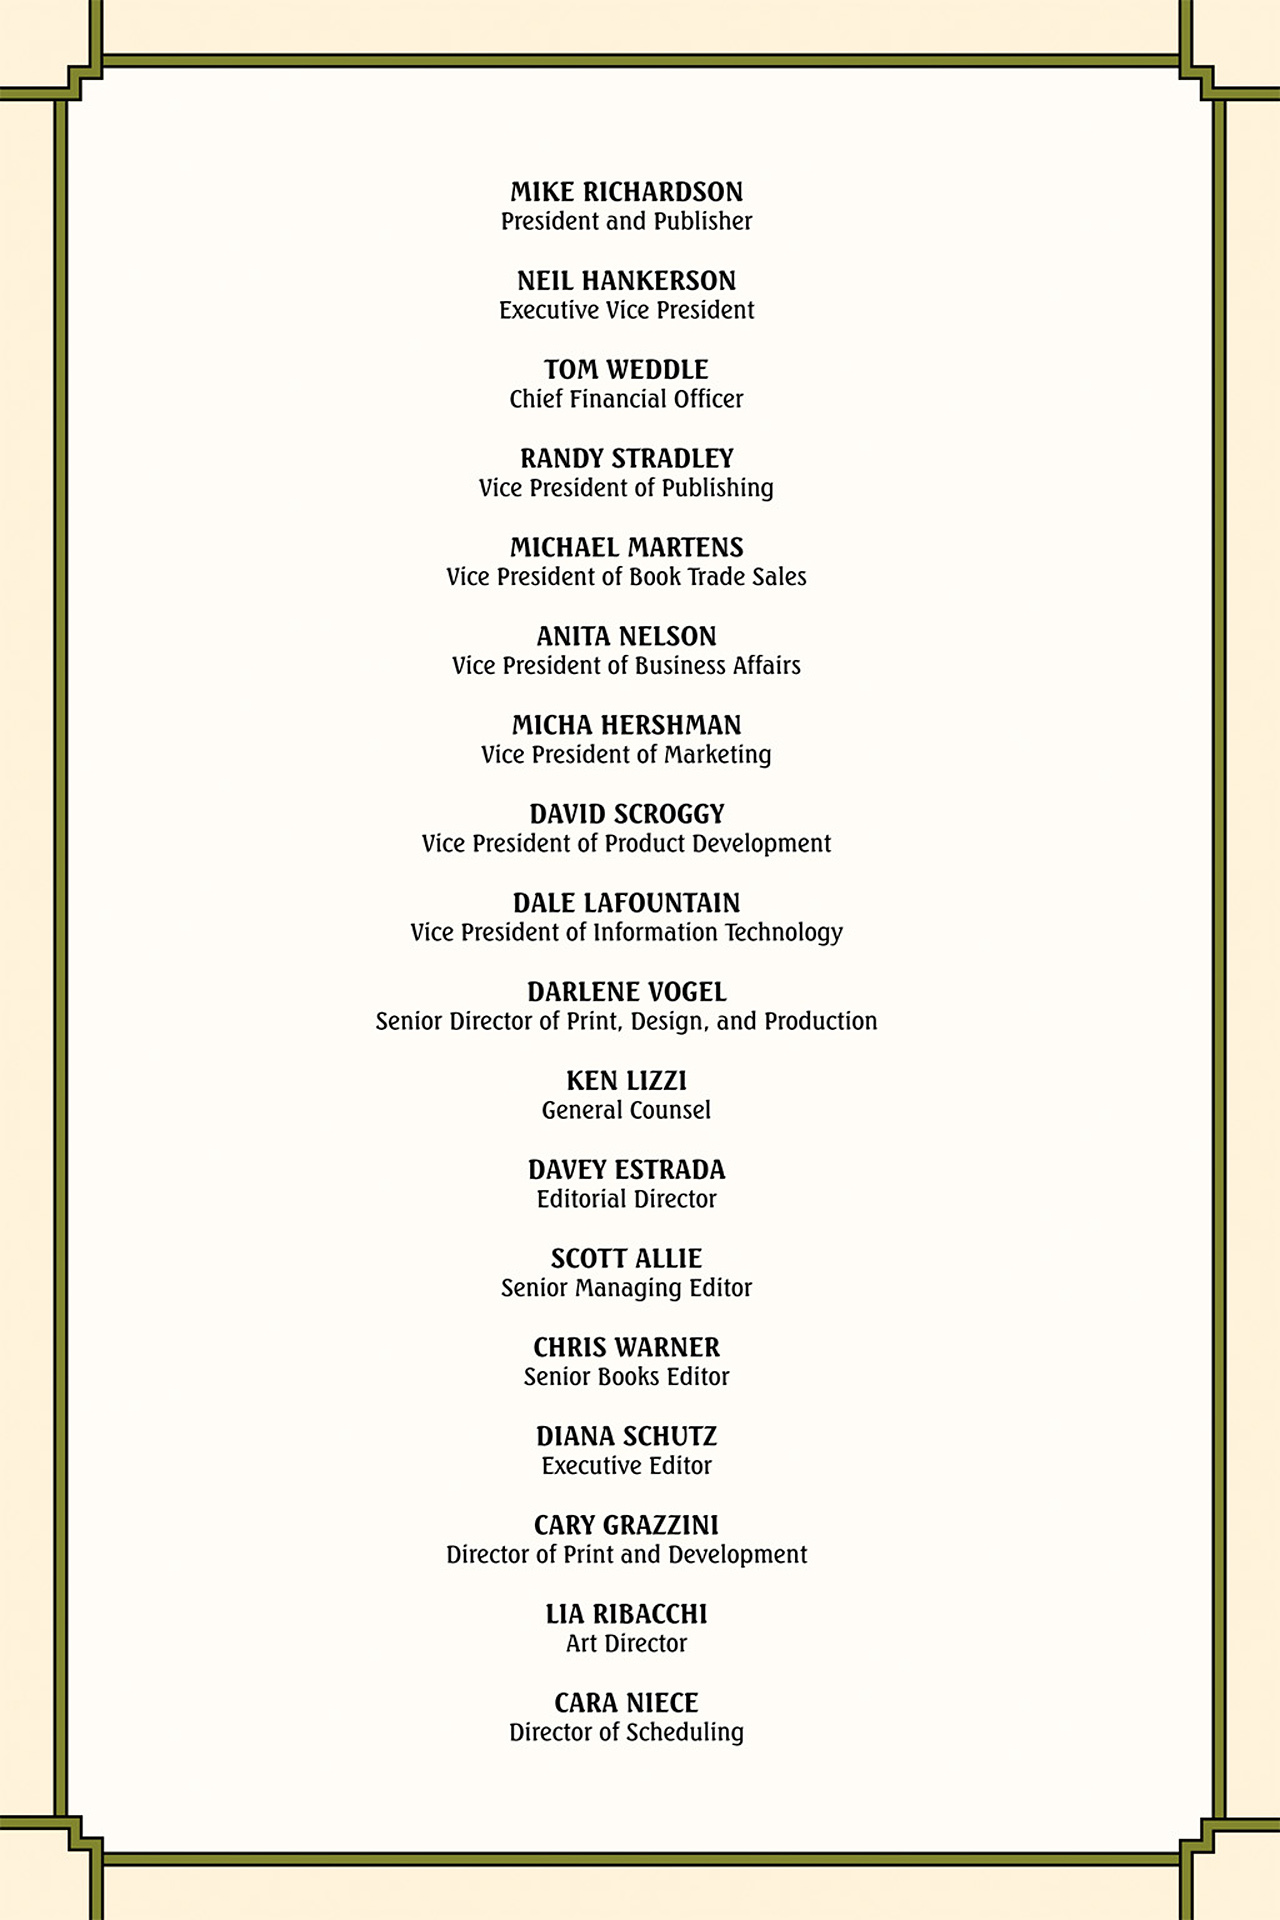 MIKE RICHARDSON
President and Publisher
NEIL HANKERSON
Executive Vice President
TOM WEDDLE
Chief Financial Officer
RANDY STRADLEY
Vice President of Publishing
MICHAEL MARTENS
Vice President of Book Trade Sales
ANITA NELSON
Vice President of Business Affairs
MICHA HERSHMAN
Vice President of Marketing
DAVID SCROGGY
Vice President of Product Development
DALE LAFOUNTAIN
Vice President of Information Technology
DARLENE VOGEL
Senior Director of Print, Design, and Production
KEN LIZZI
General Counsel
DAVEY ESTRADA
Editorial Director
SCOTT ALLIE
Senior Managing Editor
CHRIS WARNER
Senior Books Editor
DIANA SCHUTZ
Executive Editor
CARY GRAZZINI
Director of Print and Development
LIA RIBACCHI
Art Director
CARA NIECE
Director of Scheduling